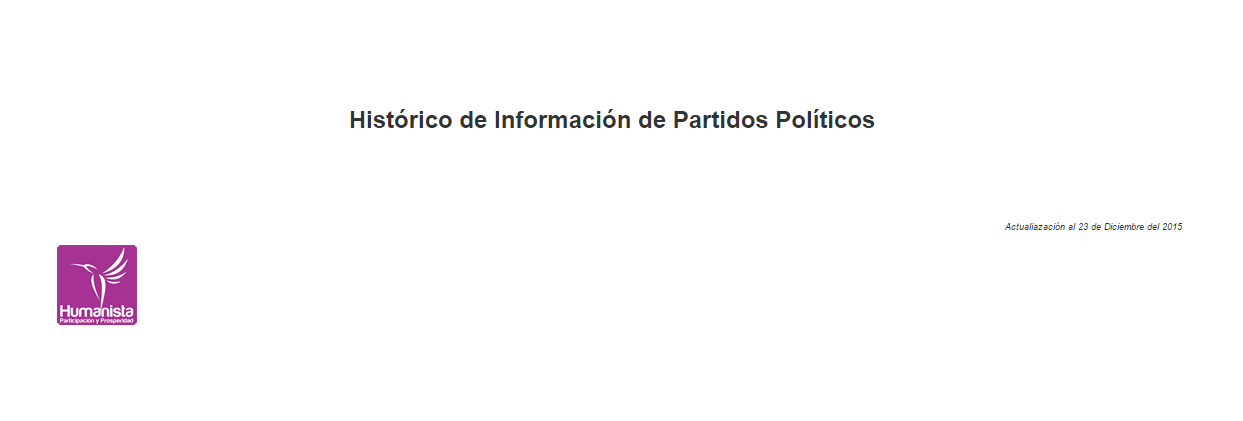 Histórico de Información de Partidos Políticos
Actualiazación al 23 de Diciembre del 2015
Humanista
Participación y Prosperidad